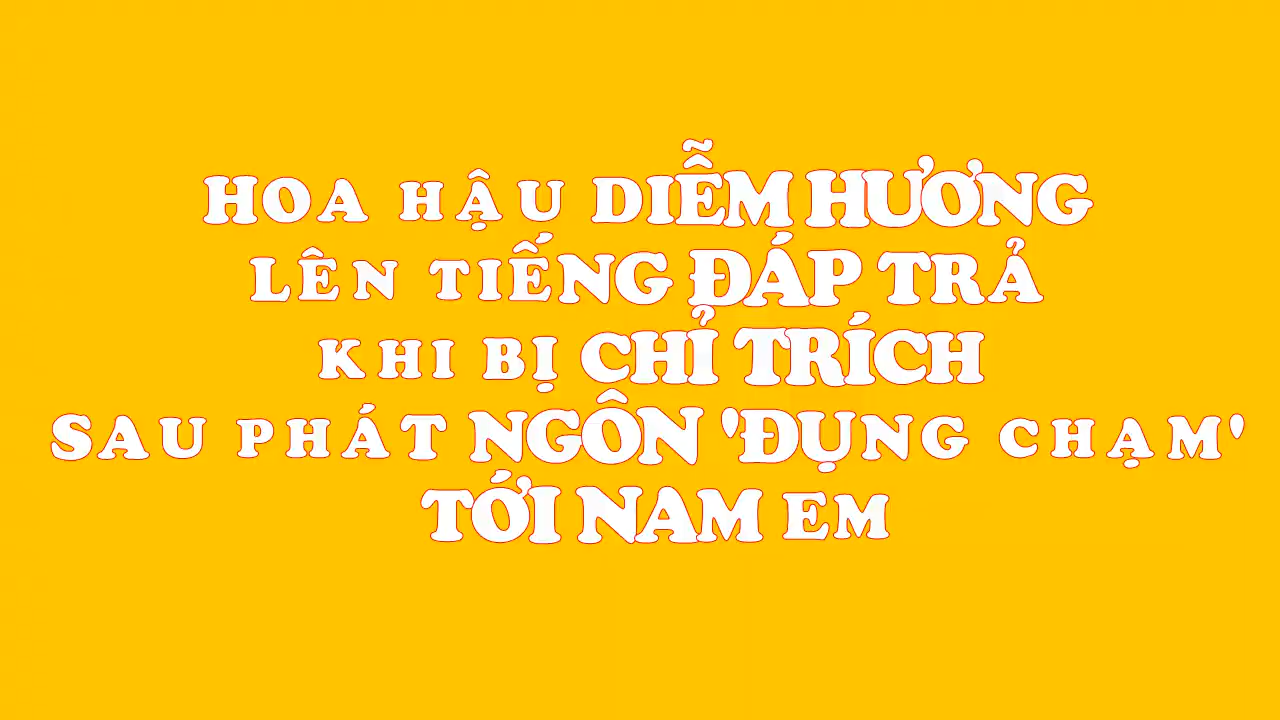 HOA HẬU DIỄM HƯƠNG
LÊN TIẾNG ĐÁP TRẢ
KHI BỊ CHỈ TRÍCH
SAU PHÁT NGÔN 'ĐỤNG CHẠM'
TỚI NAM EM